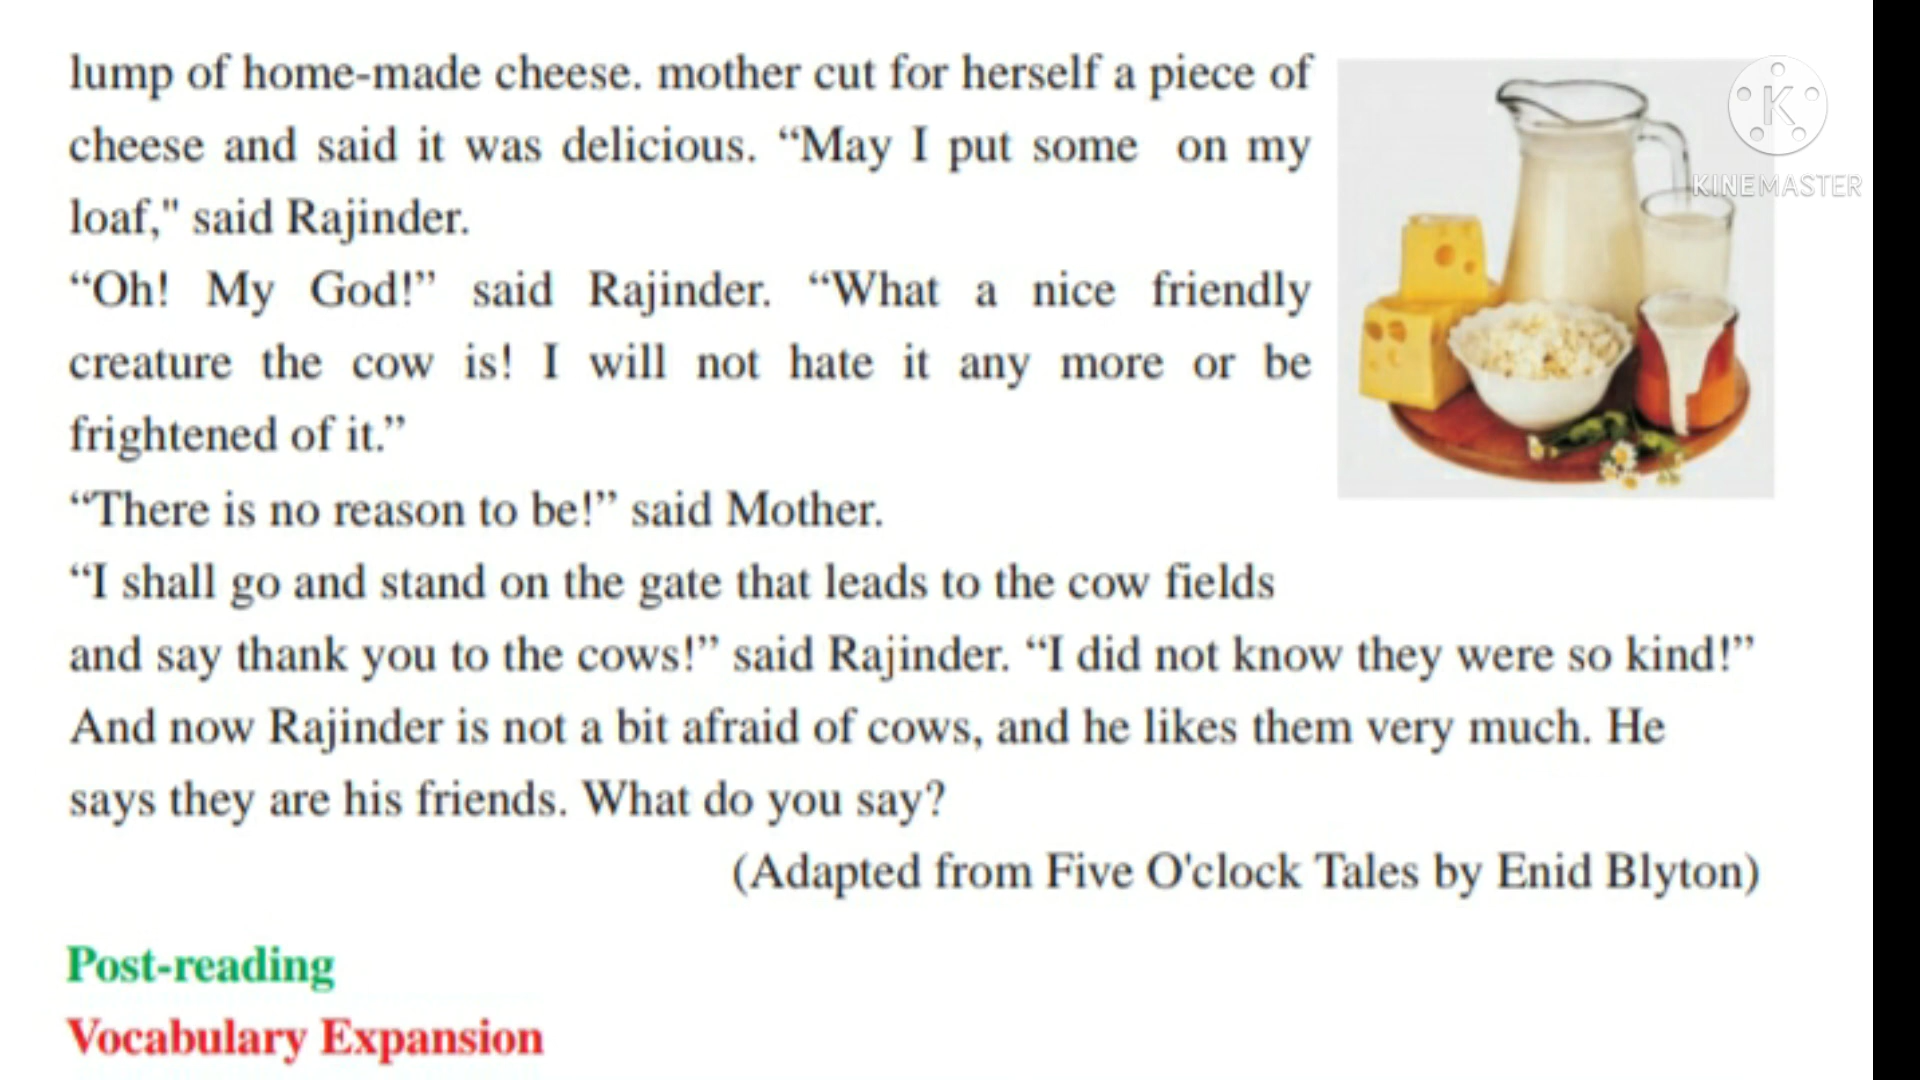 lump of home-made cheese. mother cut for herself a piece of
cheese and said it was delicious. “May I put some on my
loaf," said Rajinder.
“Oh! My God!” said Rajinder. “What a nice friendly
creature the cow is! I will not hate it any more or be
frightened of it.”
“There is no reason to be!” said Mother.
“I shall go and stand on the gate that leads to the cow fields
and say thank you to the cows!” said Rajinder. “I did not know they were so kind!”
And now Rajinder is not a bit afraid of cows, and he likes them very much. He
says they are his friends. What do you say?
(Adapted from Five O'clock Tales by Enid Blyton)
Post-reading
Vocabulary Expansion
K
KINEMASTER